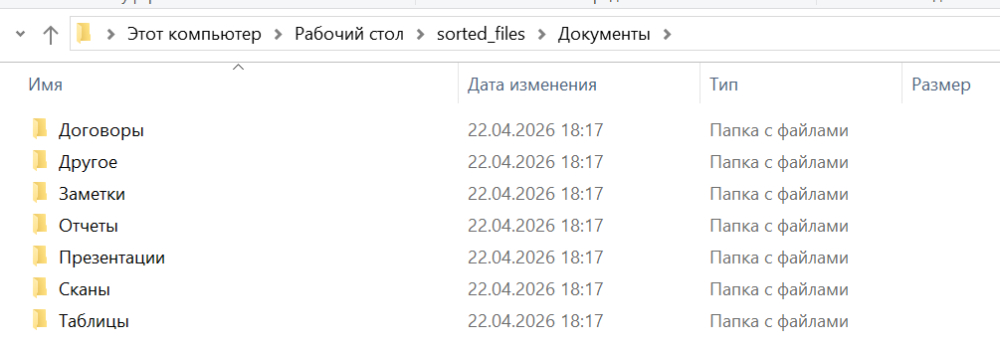 Этот компьютер Рабочий стол sorted_files Документы
Имя Дата изменения Тип Размер
Договоры 22.04.2026 18:17 Папка с файлами
Другое 22.04.2026 18:17 Папка с файлами
Заметки 22.04.2026 18:17 Папка с файлами
Отчеты 22.04.2026 18:17 Папка с файлами
Презентации 22.04.2026 18:17 Папка с файлами
Сканы 22.04.2026 18:17 Папка с файлами
Таблицы 22.04.2026 18:17 Папка с файлами